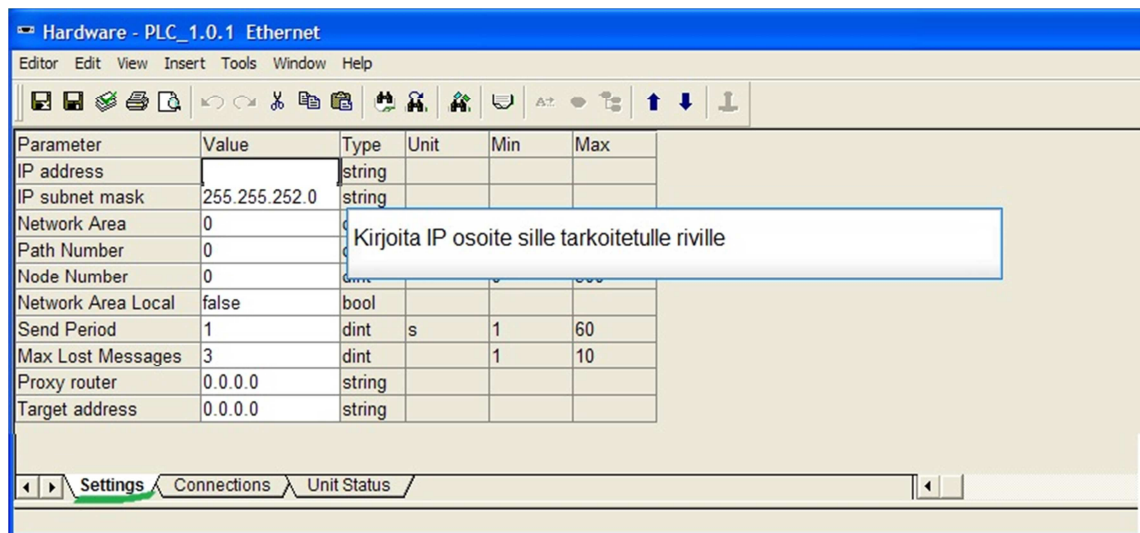 Hardware - PLC_1.0.1 Ethernet
Editor Edit View Insert Tools Window Help
Parameter Value Type Unit Min Max
IP address string
IP subnet mask 255.255.252.0 string
Network Area 0
Kirjoita IP osoite sille tarkoitetulle riville
Path Number 0
Node Number 0
Network Area Local false bool
Send Period 1 dint s 1 60
Max Lost Messages 3 dint 1 10
Proxy router 0.0.0.0 string
Target address 0.0.0.0 string
Settings Connections Unit Status